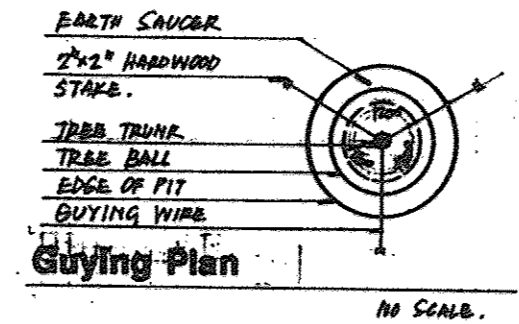 EARTH SAUCER
2"x2" HARDWOOD
STAKE.
TREE TRUNK
TREE BALL
EDGE OF PIT
GUYING WIRE
Guying Plan
NO SCALE.